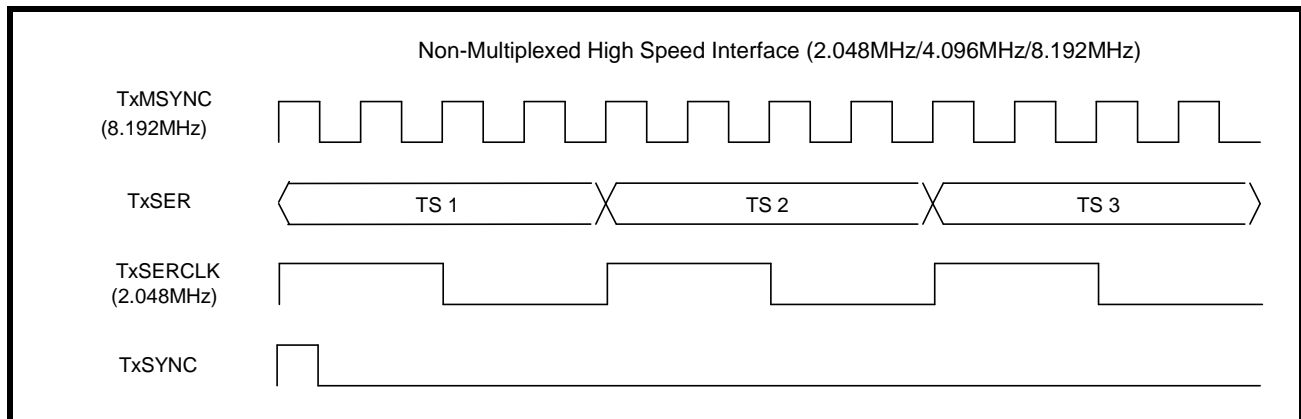 Non-Multiplexed High Speed Interface (2.048MHz/4.096MHz/8.192MHz)
TxMSYNC
(8.192MHz)
TxSER
TS 1
TS 2
TS 3
TxSERCLK
(2.048MHz)
TxSYNC